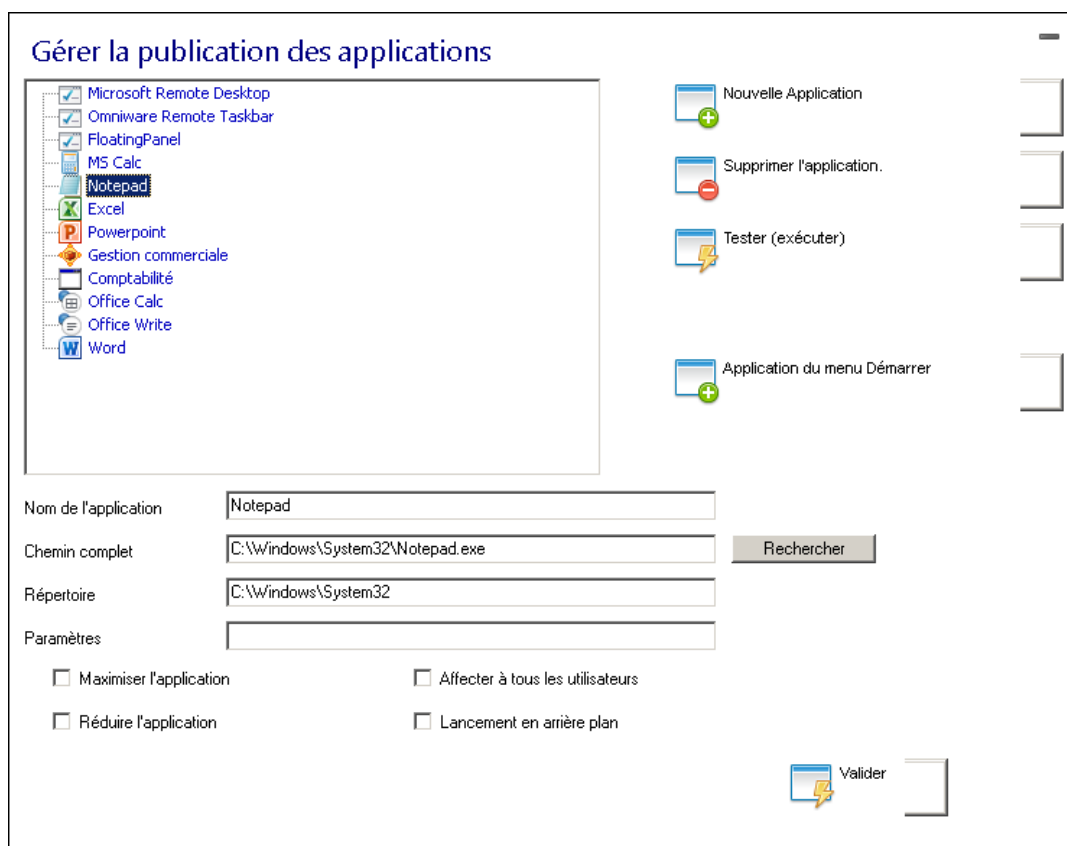 Gérer la publication des applications
Microsoft Remote Desktop
Omniware Remote Taskbar
FloatingPanel
MS Calc
Notepad
Excel
Powerpoint
Gestion commerciale
Comptabilité
Office Calc
Office Write
Word
Nouvelle Application
Supprimer l'application.
Tester (exécuter)
Application du menu Démarrer
Nom de l'application
Notepad
Chemin complet
C:\Windows\System32\Notepad.exe
Rechercher
Répertoire
C:\Windows\System32
Paramètres
Maximiser l'application
Affecter à tous les utilisateurs
Réduire l'application
Lancement en arrière plan
Valider